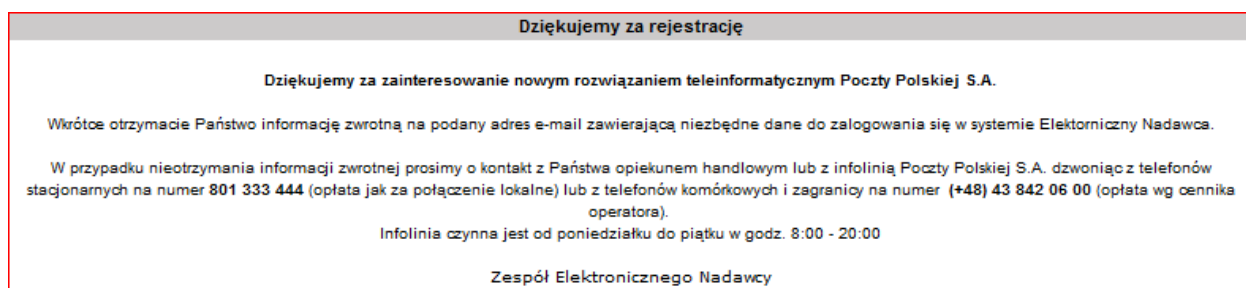 Dziękujemy za rejestrację
Dziękujemy za zainteresowanie nowym rozwiązaniem teleinformatycznym Poczty Polskiej S.A.
Wkrótce otrzymacie Państwo informację zwrotną na podany adres e-mail zawierającą niezbędne dane do zalogowania się w systemie Elektorniczny Nadawca.
W przypadku nieotrzymania informacji zwrotnej prosimy o kontakt z Państwa opiekunem handlowym lub z infolinią Poczty Polskiej S.A. dzwoniąc z telefonów
stacjonarnych na numer 801 333 444 (opłata jak za połączenie lokalne) lub z telefonów komórkowych i zagranicy na numer (+48) 43 842 06 00 (opłata wg cennika
operatora).
Infolinia czynna jest od poniedziałku do piątku w godz. 8:00 - 20:00
Zespół Elektronicznego Nadawcy